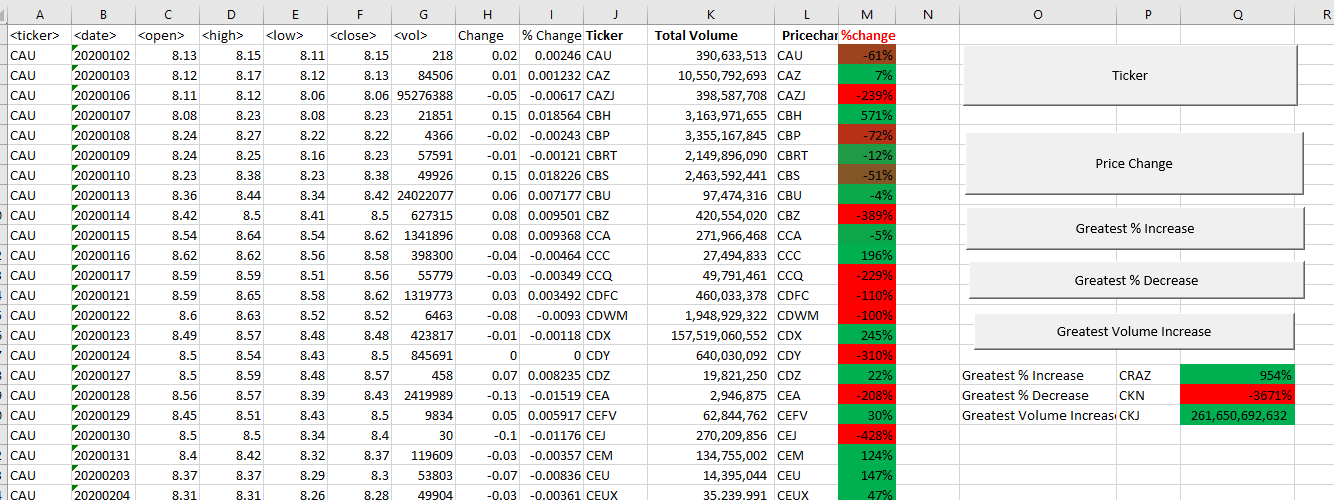 A B C D E F G H I J K L M N O P Q R
<ticker> <date> <open> <high> <low> <close> <vol> Change % Change Ticker Total Volume Pricechan %change
CAU 20200102 8.13 8.15 8.11 8.15 218 0.02 0.00246 CAU 390,633,513 CAU -61%
Ticker
CAU 20200103 8.12 8.17 8.12 8.13 84506 0.01 0.001232 CAZ 10,550,792,693 CAZ 7%
CAU 20200106 8.11 8.12 8.06 8.06 95276388 -0.05 -0.00617 CAZJ 398,587,708 CAZJ -239%
CAU 20200107 8.08 8.23 8.08 8.23 21851 0.15 0.018564 CBH 3,163,971,655 CBH 571%
CAU 20200108 8.24 8.27 8.22 8.22 4366 -0.02 -0.00243 CBP 3,355,167,845 CBP -72%
Price Change
CAU 20200109 8.24 8.25 8.16 8.23 57591 -0.01 -0.00121 CBRT 2,149,896,090 CBRT -12%
CAU 20200110 8.23 8.38 8.23 8.38 49926 0.15 0.018226 CBS 2,463,592,441 CBS -51%
CAU 20200113 8.36 8.44 8.34 8.42 24022077 0.06 0.007177 CBU 97,474,316 CBU -4%
CAU 20200114 8.42 8.5 8.41 8.5 627315 0.08 0.009501 CBZ 420,554,020 CBZ -389%
Greatest % Increase
CAU 20200115 8.54 8.64 8.54 8.62 1341896 0.08 0.009368 CCA 271,966,468 CCA -5%
CAU 20200116 8.62 8.62 8.56 8.58 398300 -0.04 -0.00464 CCC 27,494,833 CCC 196%
CAU 20200117 8.59 8.59 8.51 8.56 55779 -0.03 -0.00349 CCQ 49,791,461 CCQ -229%
Greatest % Decrease
CAU 20200121 8.59 8.65 8.58 8.62 1319773 0.03 0.003492 CDFC 460,033,378 CDFC -110%
CAU 20200122 8.6 8.63 8.52 8.52 6463 -0.08 -0.0093 CDWM 1,948,929,322 CDWM -100%
Greatest Volume Increase
CAU 20200123 8.49 8.57 8.48 8.48 423817 -0.01 -0.00118 CDX 157,519,060,552 CDX 245%
CAU 20200124 8.5 8.54 8.43 8.5 845691 0 0 CDY 640,030,092 CDY -310%
CAU 20200127 8.5 8.59 8.48 8.57 458 0.07 0.008235 CDZ 19,821,250 CDZ 22% Greatest % Increase CRAZ 954%
CAU 20200128 8.56 8.57 8.39 8.43 2419989 -0.13 -0.01519 CEA 2,946,875 CEA -208% Greatest % Decrease CKN -3671%
CAU 20200129 8.45 8.51 8.43 8.5 9834 0.05 0.005917 CEFV 62,844,762 CEFV 30% Greatest Volume Increase CKJ 261,650,692,632
CAU 20200130 8.5 8.5 8.34 8.4 30 -0.1 -0.01176 CEJ 270,209,856 CEJ -428%
CAU 20200131 8.4 8.42 8.32 8.37 119609 -0.03 -0.00357 CEM 134,755,002 CEM 124%
CAU 20200203 8.37 8.37 8.29 8.3 53803 -0.07 -0.00836 CEU 14,395,044 CEU 147%
CAU 20200204 8.31 8.31 8.26 8.28 49904 -0.03 -0.00361 CEUX 35,239,991 CEUX 47%